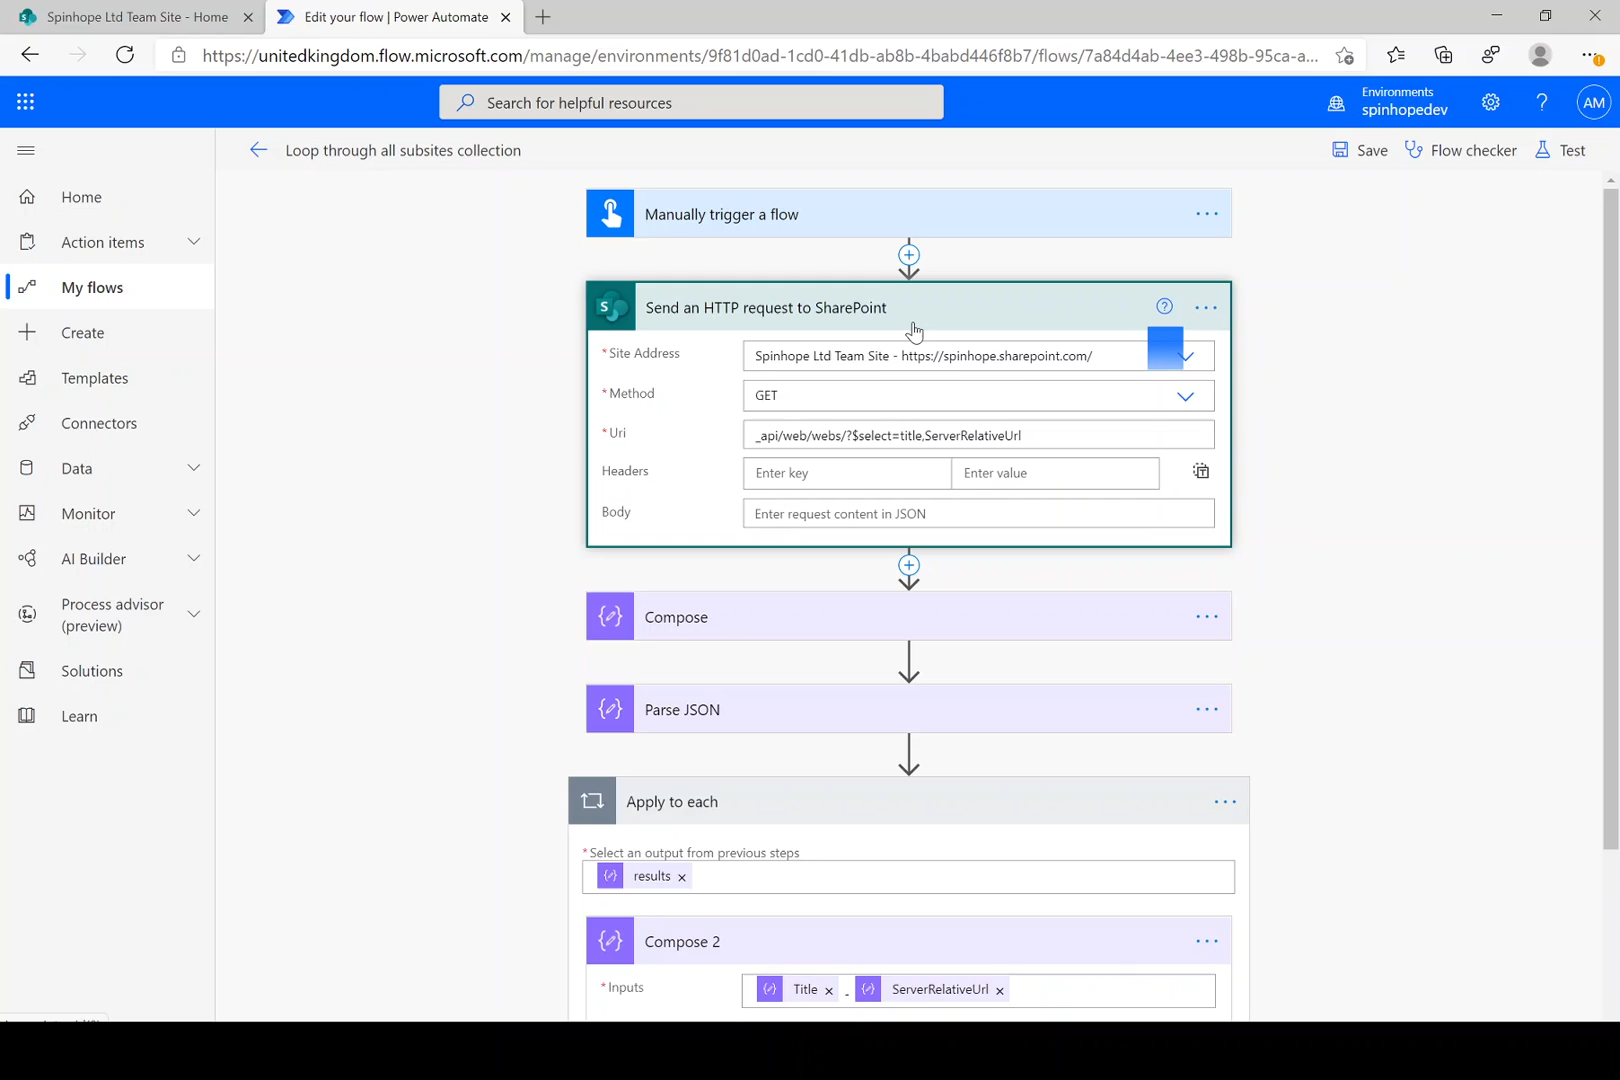 Spinhope Ltd Team Site - Home
Edit your flow | Power Automate
https://unitedkingdom.flow.microsoft.com/manage/environments/9f81d0ad-1cd0-41db-ab8b-4babd446f8b7/flows/7a84d4ab-4ee3-498b-95ca-a...
Search for helpful resources
Environments
spinhopedev
?
AM
Loop through all subsites collection
Save
Flow checker
Test
Home
Action items
My flows
Create
Templates
Connectors
Data
Monitor
AI Builder
Process advisor
(preview)
Solutions
Learn
Manually trigger a flow
S
Send an HTTP request to SharePoint
?
* Site Address
Spinhope Ltd Team Site - https://spinhope.sharepoint.com/
* Method
GET
* Uri
_api/web/webs/?$select=title,ServerRelativeUrl
Headers
Enter key
Enter value
Body
Enter request content in JSON
Compose
Parse JSON
Apply to each
* Select an output from previous steps
results
Compose 2
* Inputs
Title - ServerRelativeUrl